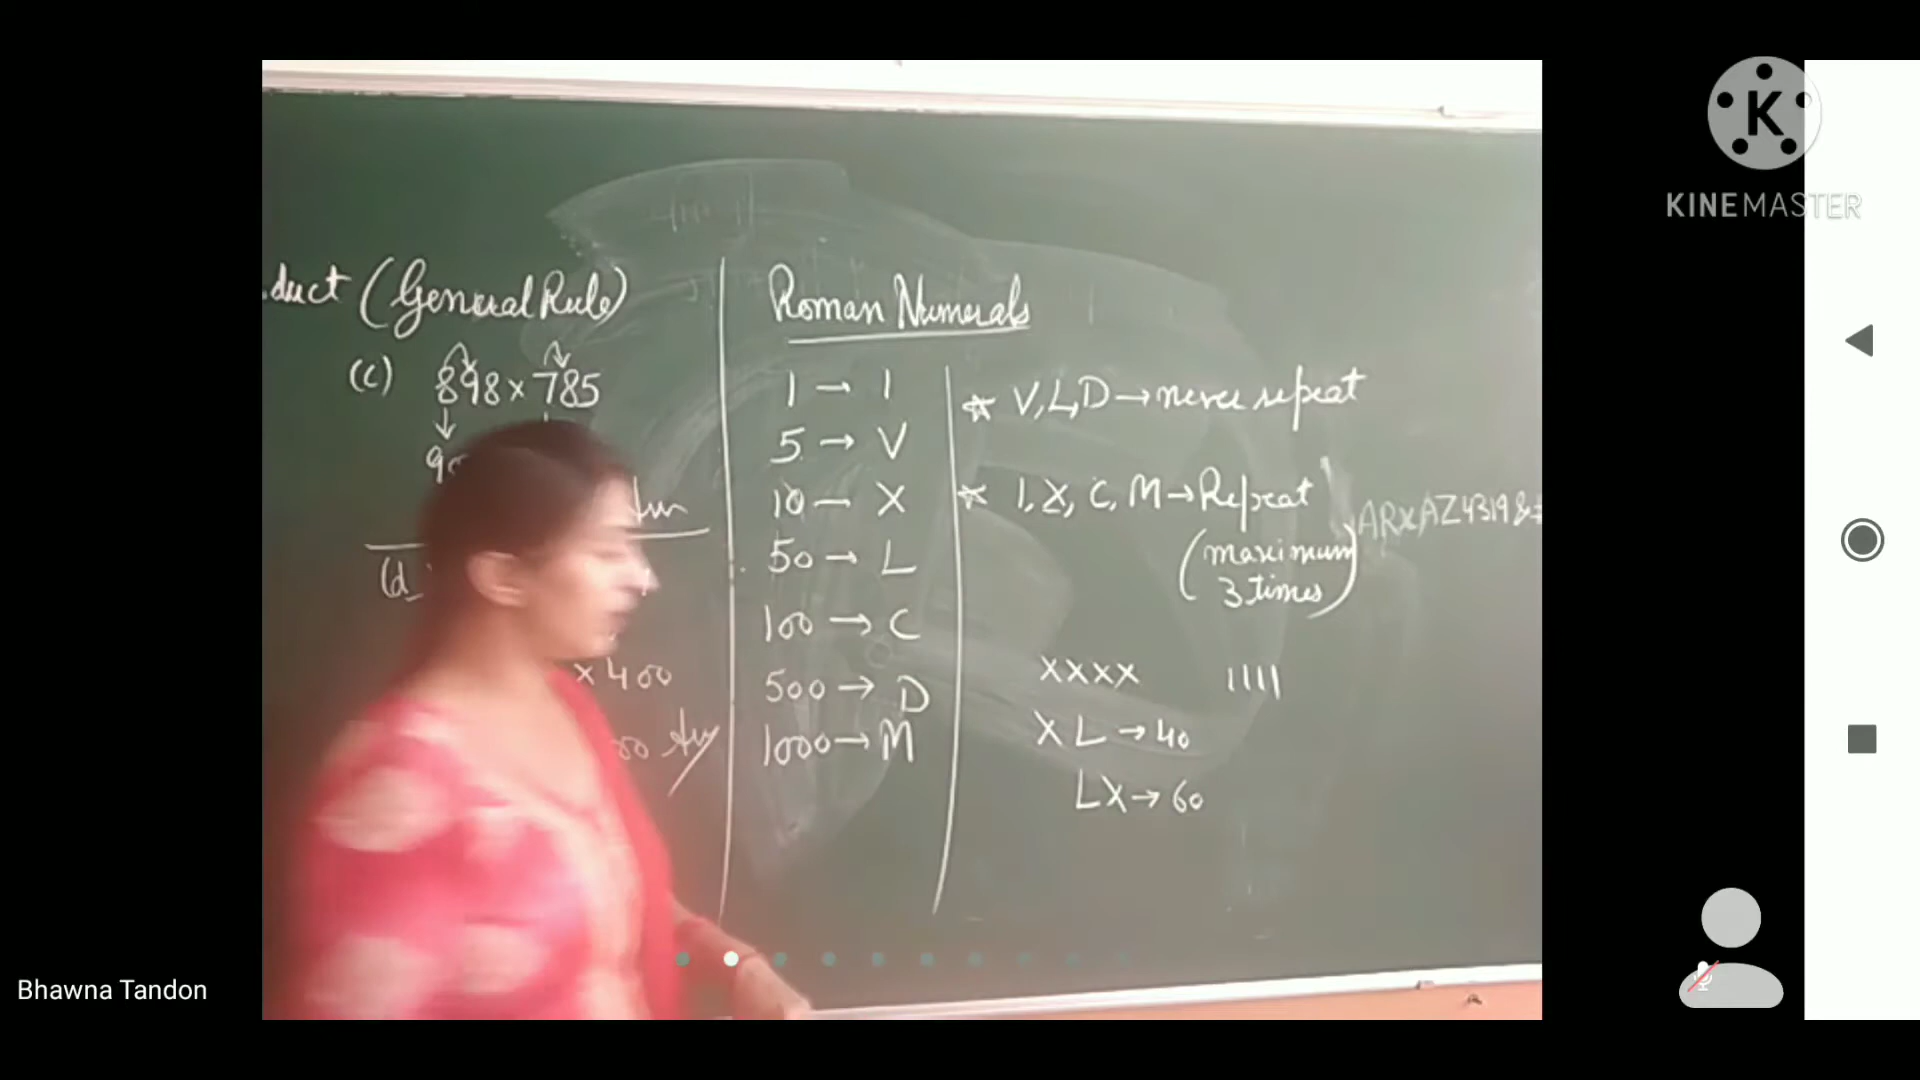 duct (General Rule)
(c) 898 × 785
x 400
Roman Numerals
1 → I
5 → V
10 — X
50 → L
100 → C
500 → D
1000 → M
* V, L, D → never repeat
* I, X, C, M → Repeat
(maximum
3 times)
XXXX IIII
XL → 40
LX → 60
KINEMASTER
Bhawna Tandon